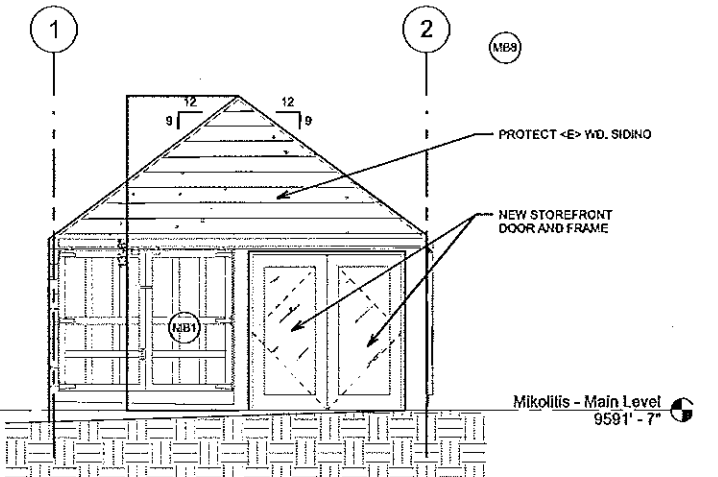 1
2
MB9
12
12
9
9
PROTECT <E> WD. SIDING
NEW STOREFRONT
DOOR AND FRAME
MB1
Mikolitis - Main Level
9591' - 7"